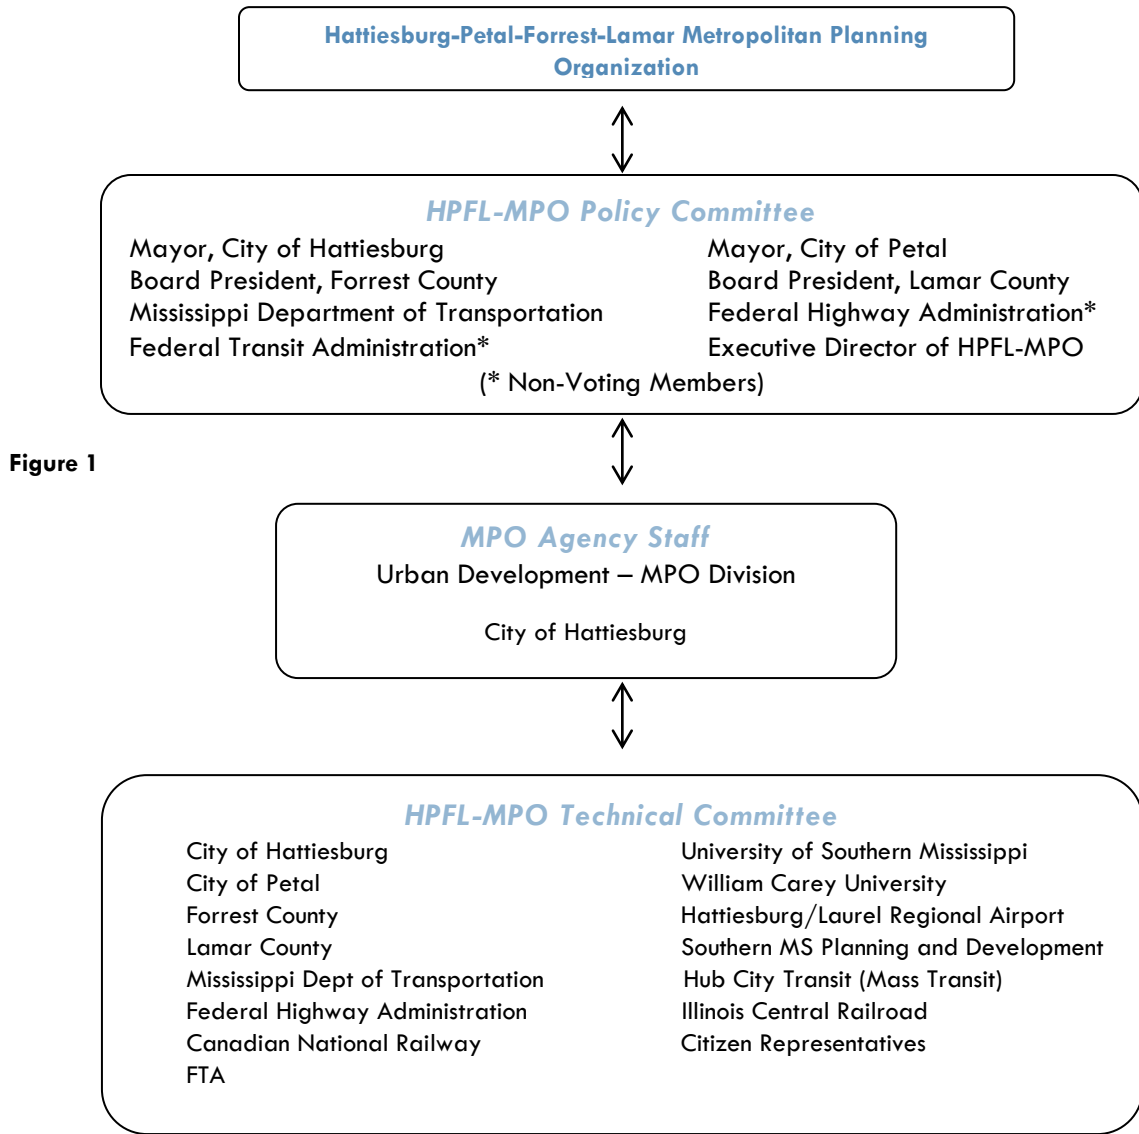 Hattiesburg-Petal-Forrest-Lamar Metropolitan Planning
Organization
HPFL-MPO Policy Committee
Mayor, City of Hattiesburg
Mayor, City of Petal
Board President, Forrest County
Board President, Lamar County
Mississippi Department of Transportation
Federal Highway Administration*
Federal Transit Administration*
Executive Director of HPFL-MPO
(* Non-Voting Members)
Figure 1
MPO Agency Staff
Urban Development – MPO Division
City of Hattiesburg
HPFL-MPO Technical Committee
City of Hattiesburg
City of Petal
Forrest County
Lamar County
Mississippi Dept of Transportation
Federal Highway Administration
Canadian National Railway
FTA
University of Southern Mississippi
William Carey University
Hattiesburg/Laurel Regional Airport
Southern MS Planning and Development
Hub City Transit (Mass Transit)
Illinois Central Railroad
Citizen Representatives